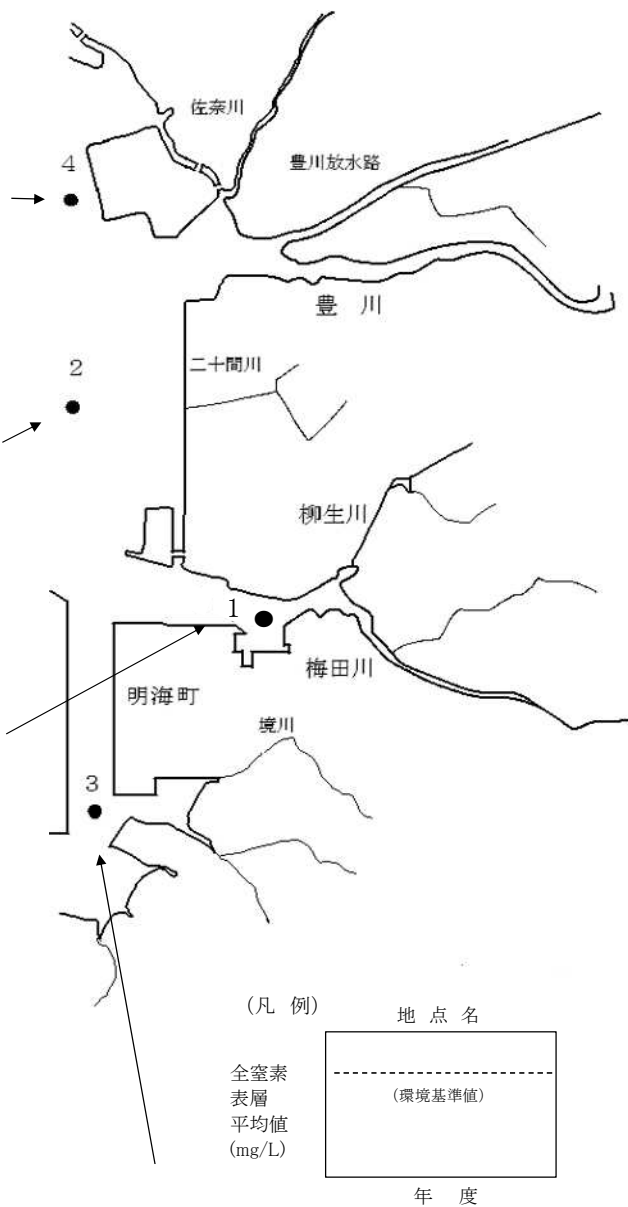 佐奈川
4
豊川放水路
豊 川
2
二十間川
柳生川
1
梅田川
明海町
境川
3
(凡 例)
地 点 名
全窒素
表層
平均値
(mg/L)
(環境基準値)
年 度